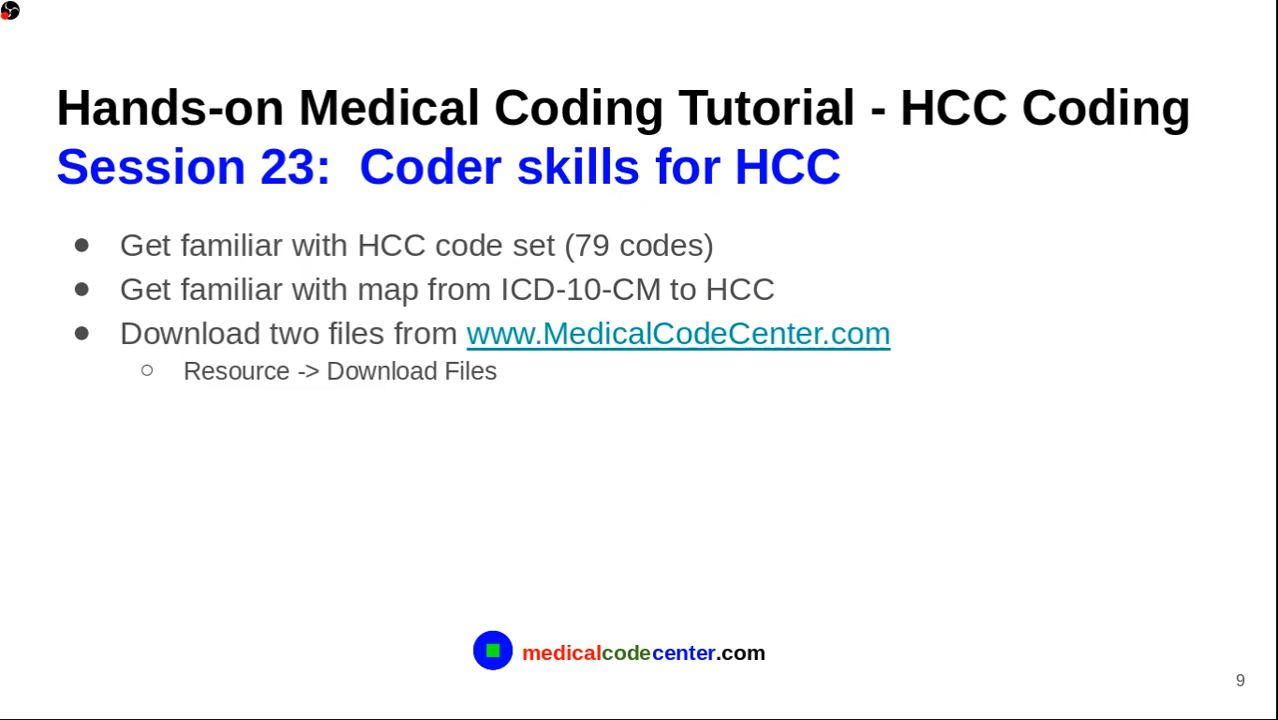 Hands-on Medical Coding Tutorial - HCC Coding
Session 23:  Coder skills for HCC
● Get familiar with HCC code set (79 codes)
● Get familiar with map from ICD-10-CM to HCC
● Download two files from www.MedicalCodeCenter.com
○ Resource -> Download Files
medicalcodecenter.com
9